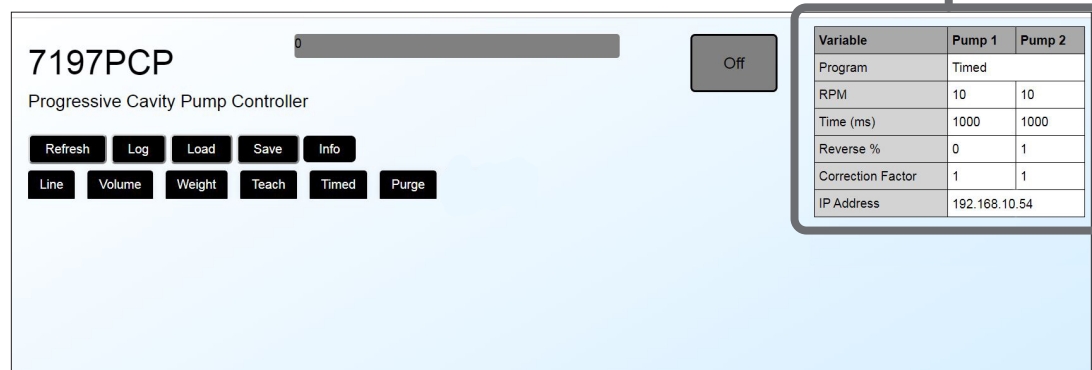 7197PCP
0
Off
Progressive Cavity Pump Controller
Refresh Log Load Save Info
Line Volume Weight Teach Timed Purge
Variable Pump 1 Pump 2
Program Timed
RPM 10 10
Time (ms) 1000 1000
Reverse % 0 1
Correction Factor 1 1
IP Address 192.168.10.54